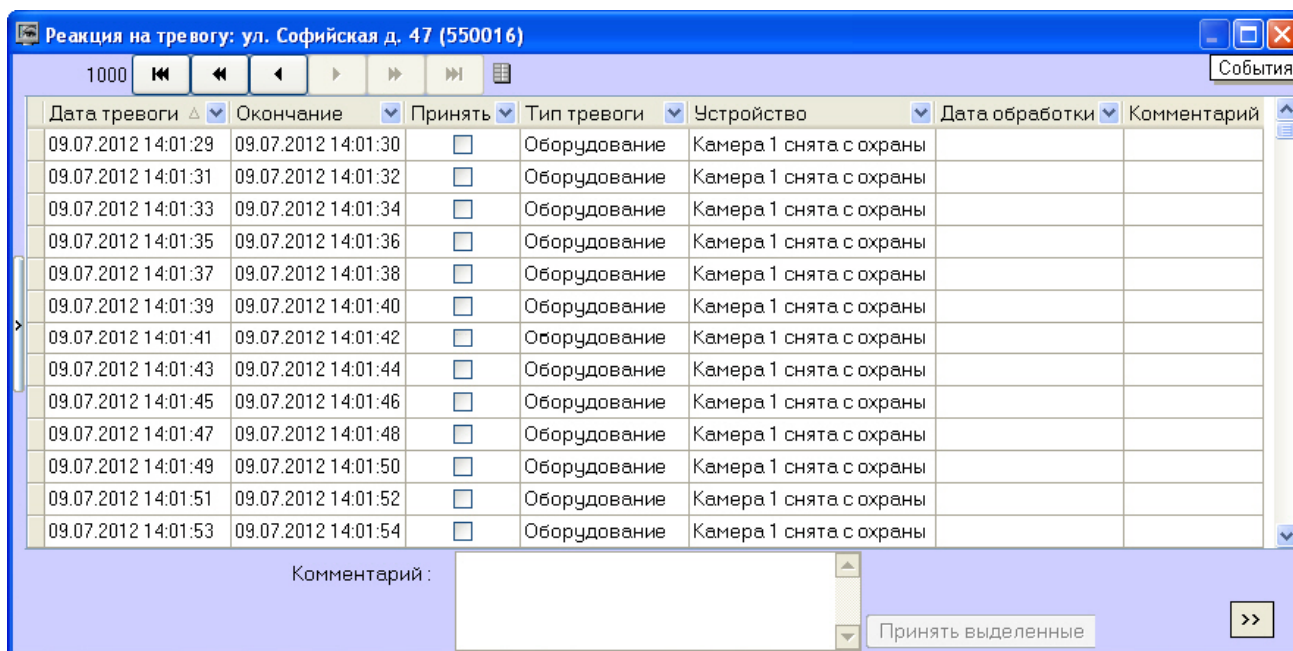 Реакция на тревогу: ул. Софийская д. 47 (550016)
1000
События
Дата тревоги Окончание Принять Тип тревоги Устройство Дата обработки Комментарий
09.07.2012 14:01:29 09.07.2012 14:01:30 Оборудование Камера 1 снята с охраны
09.07.2012 14:01:31 09.07.2012 14:01:32 Оборудование Камера 1 снята с охраны
09.07.2012 14:01:33 09.07.2012 14:01:34 Оборудование Камера 1 снята с охраны
09.07.2012 14:01:35 09.07.2012 14:01:36 Оборудование Камера 1 снята с охраны
09.07.2012 14:01:37 09.07.2012 14:01:38 Оборудование Камера 1 снята с охраны
09.07.2012 14:01:39 09.07.2012 14:01:40 Оборудование Камера 1 снята с охраны
09.07.2012 14:01:41 09.07.2012 14:01:42 Оборудование Камера 1 снята с охраны
09.07.2012 14:01:43 09.07.2012 14:01:44 Оборудование Камера 1 снята с охраны
09.07.2012 14:01:45 09.07.2012 14:01:46 Оборудование Камера 1 снята с охраны
09.07.2012 14:01:47 09.07.2012 14:01:48 Оборудование Камера 1 снята с охраны
09.07.2012 14:01:49 09.07.2012 14:01:50 Оборудование Камера 1 снята с охраны
09.07.2012 14:01:51 09.07.2012 14:01:52 Оборудование Камера 1 снята с охраны
09.07.2012 14:01:53 09.07.2012 14:01:54 Оборудование Камера 1 снята с охраны
Комментарий :
Принять выделенные
>>